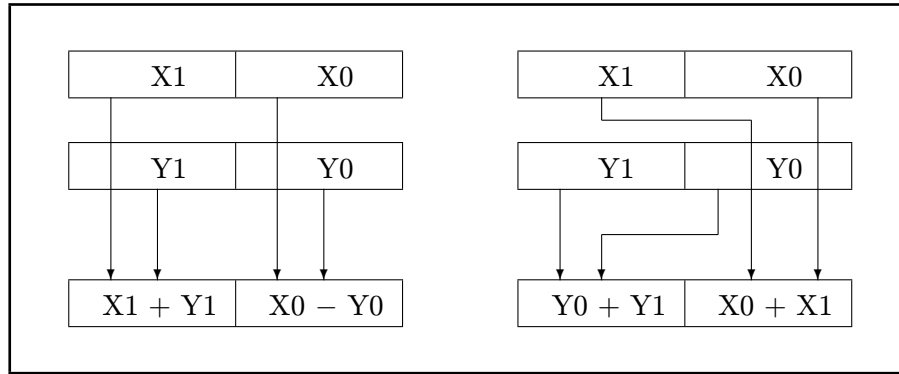 X1 X0 X1 X0
Y1 Y0 Y1 Y0
X1 + Y1 X0 − Y0 Y0 + Y1 X0 + X1